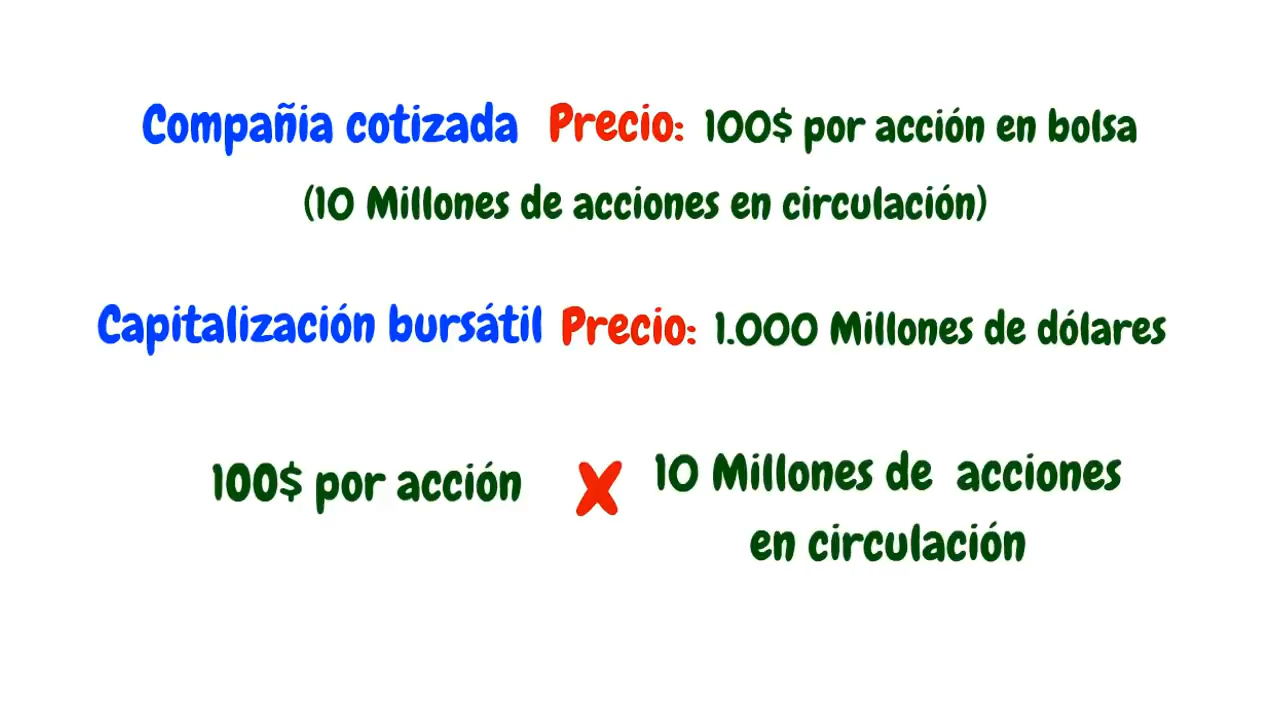 Compañia cotizada Precio: 100$ por acción en bolsa
(10 Millones de acciones en circulación)
Capitalización bursátil Precio: 1.000 Millones de dólares
100$ por acción X 10 Millones de acciones
en circulación